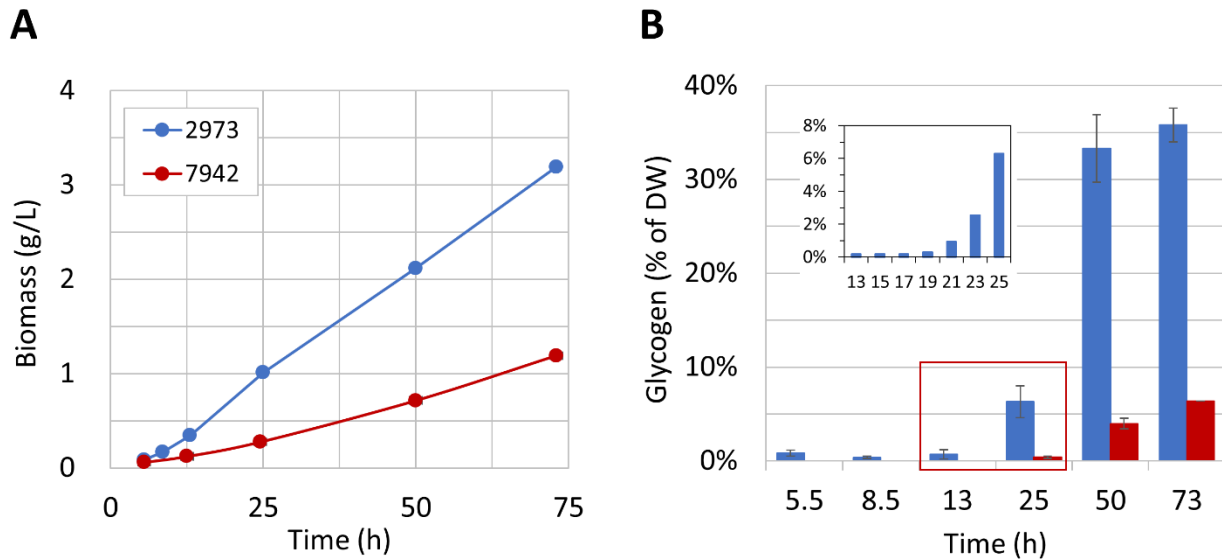 A
Biomass (g/L)
4
3
2
1
0
2973
7942
0 25 50 75
Time (h)
B
Glycogen (% of DW)
40%
30%
20%
10%
0%
8%
6%
4%
2%
0%
13 15 17 19 21 23 25
5.5 8.5 13 25 50 73
Time (h)